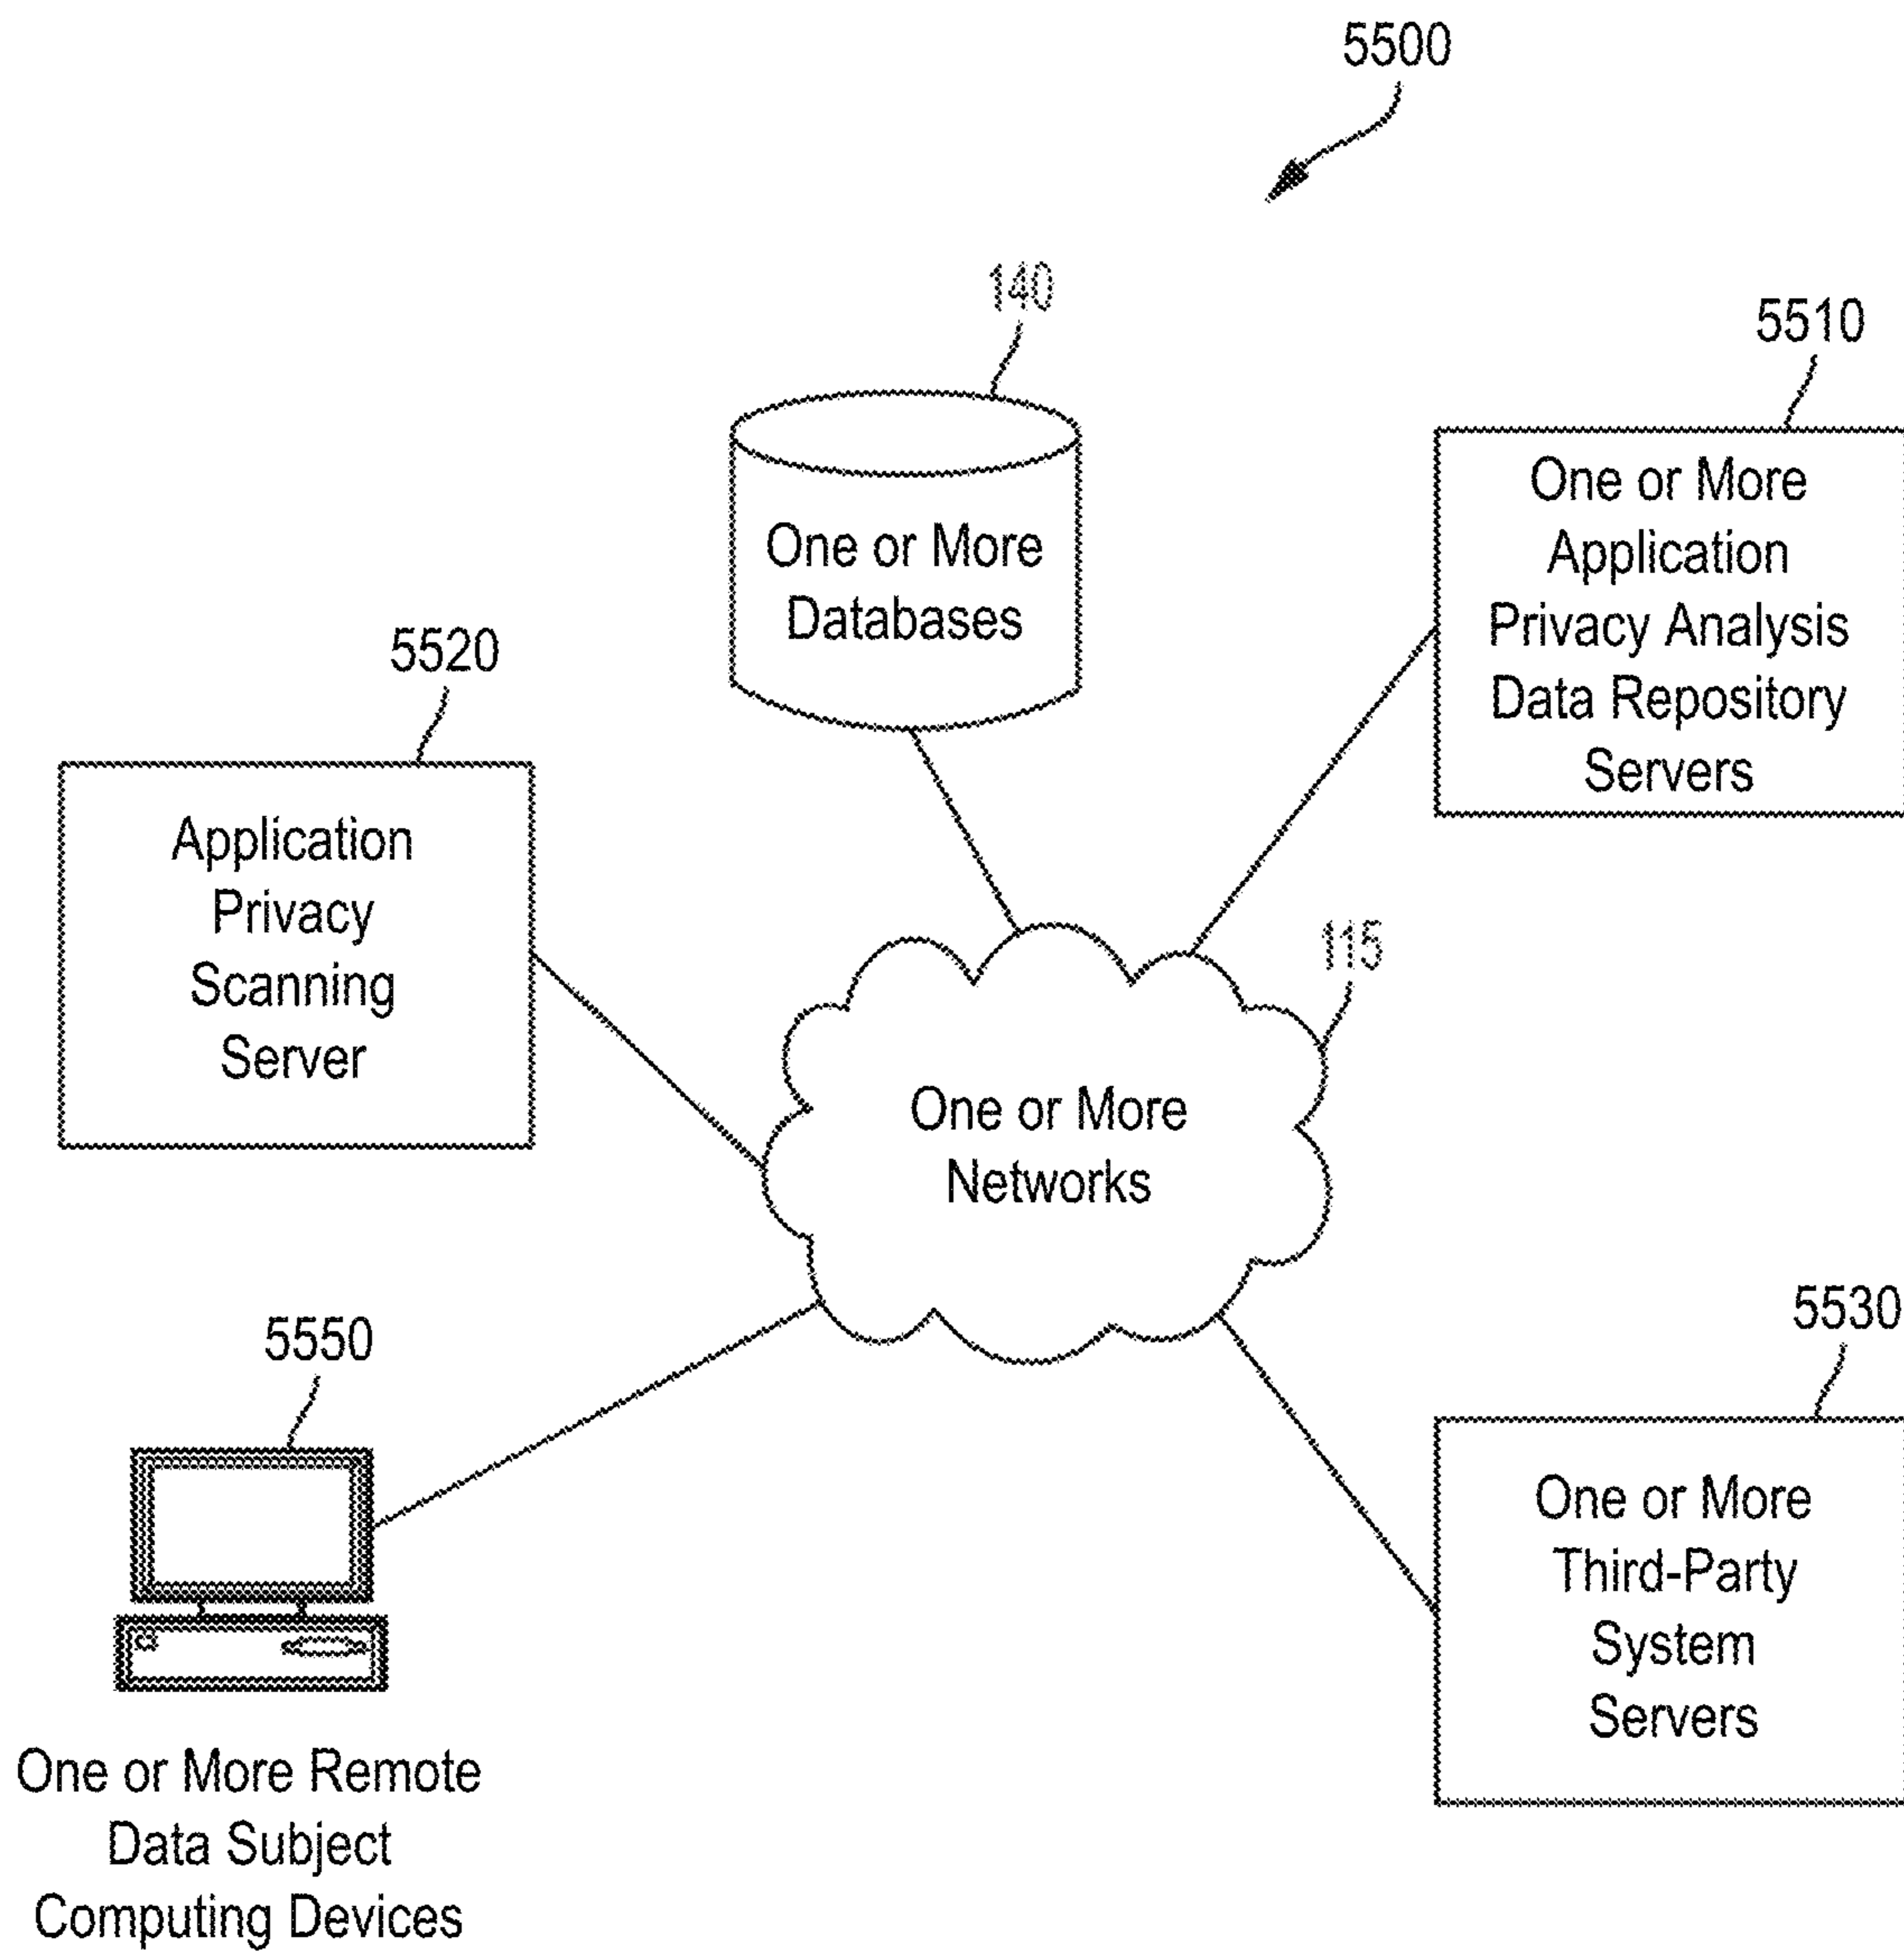 5500
140
One or More
Databases
5510
One or More
Application
Privacy Analysis
Data Repository
Servers
5520
Application
Privacy
Scanning
Server
115
One or More
Networks
5550
One or More Remote
Data Subject
Computing Devices
5530
One or More
Third-Party
System
Servers